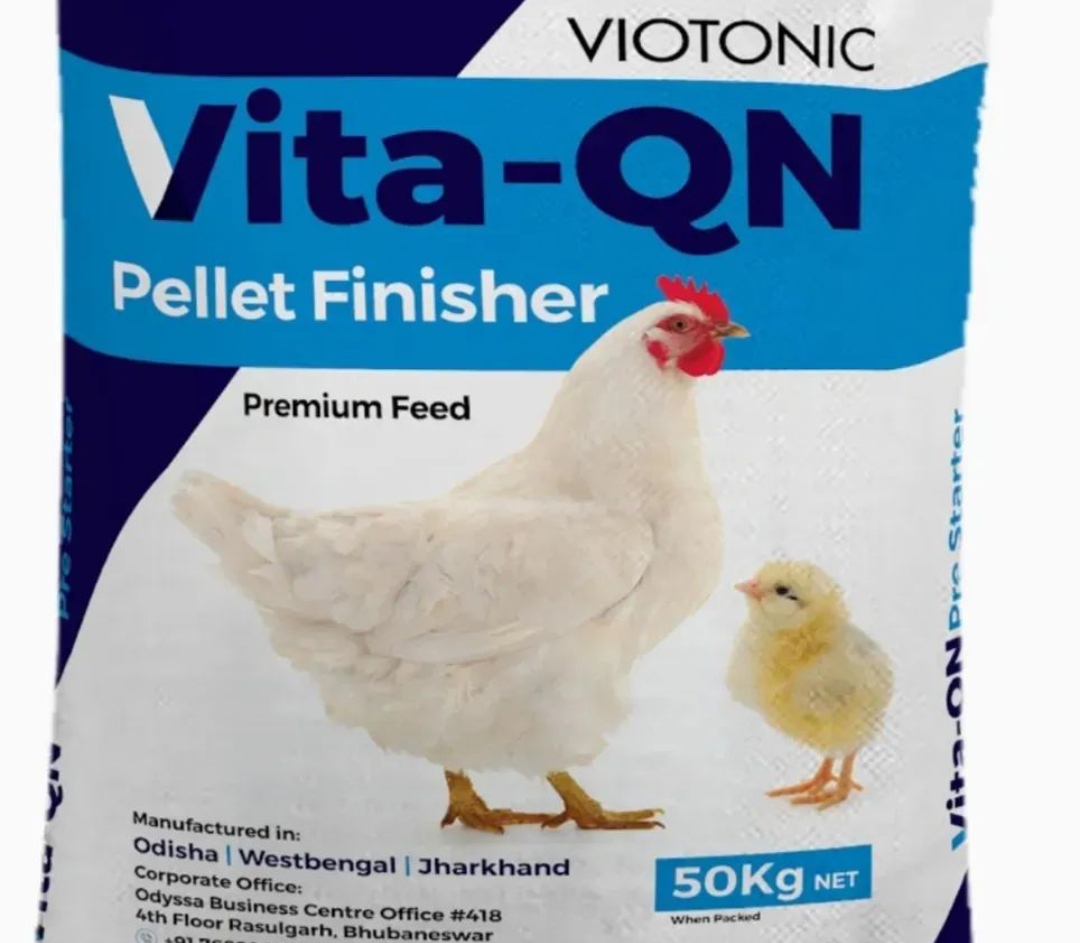 VIOTONIC
Vita-QN
Pellet Finisher
Premium Feed
Pre Starter
Vita-QN Pre Starter
Manufactured in:
Odisha | Westbengal | Jharkhand
Corporate Office:
Odyssa Business Centre Office #418
4th Floor Rasulgarh, Bhubaneswar
50Kg NET
When Packed